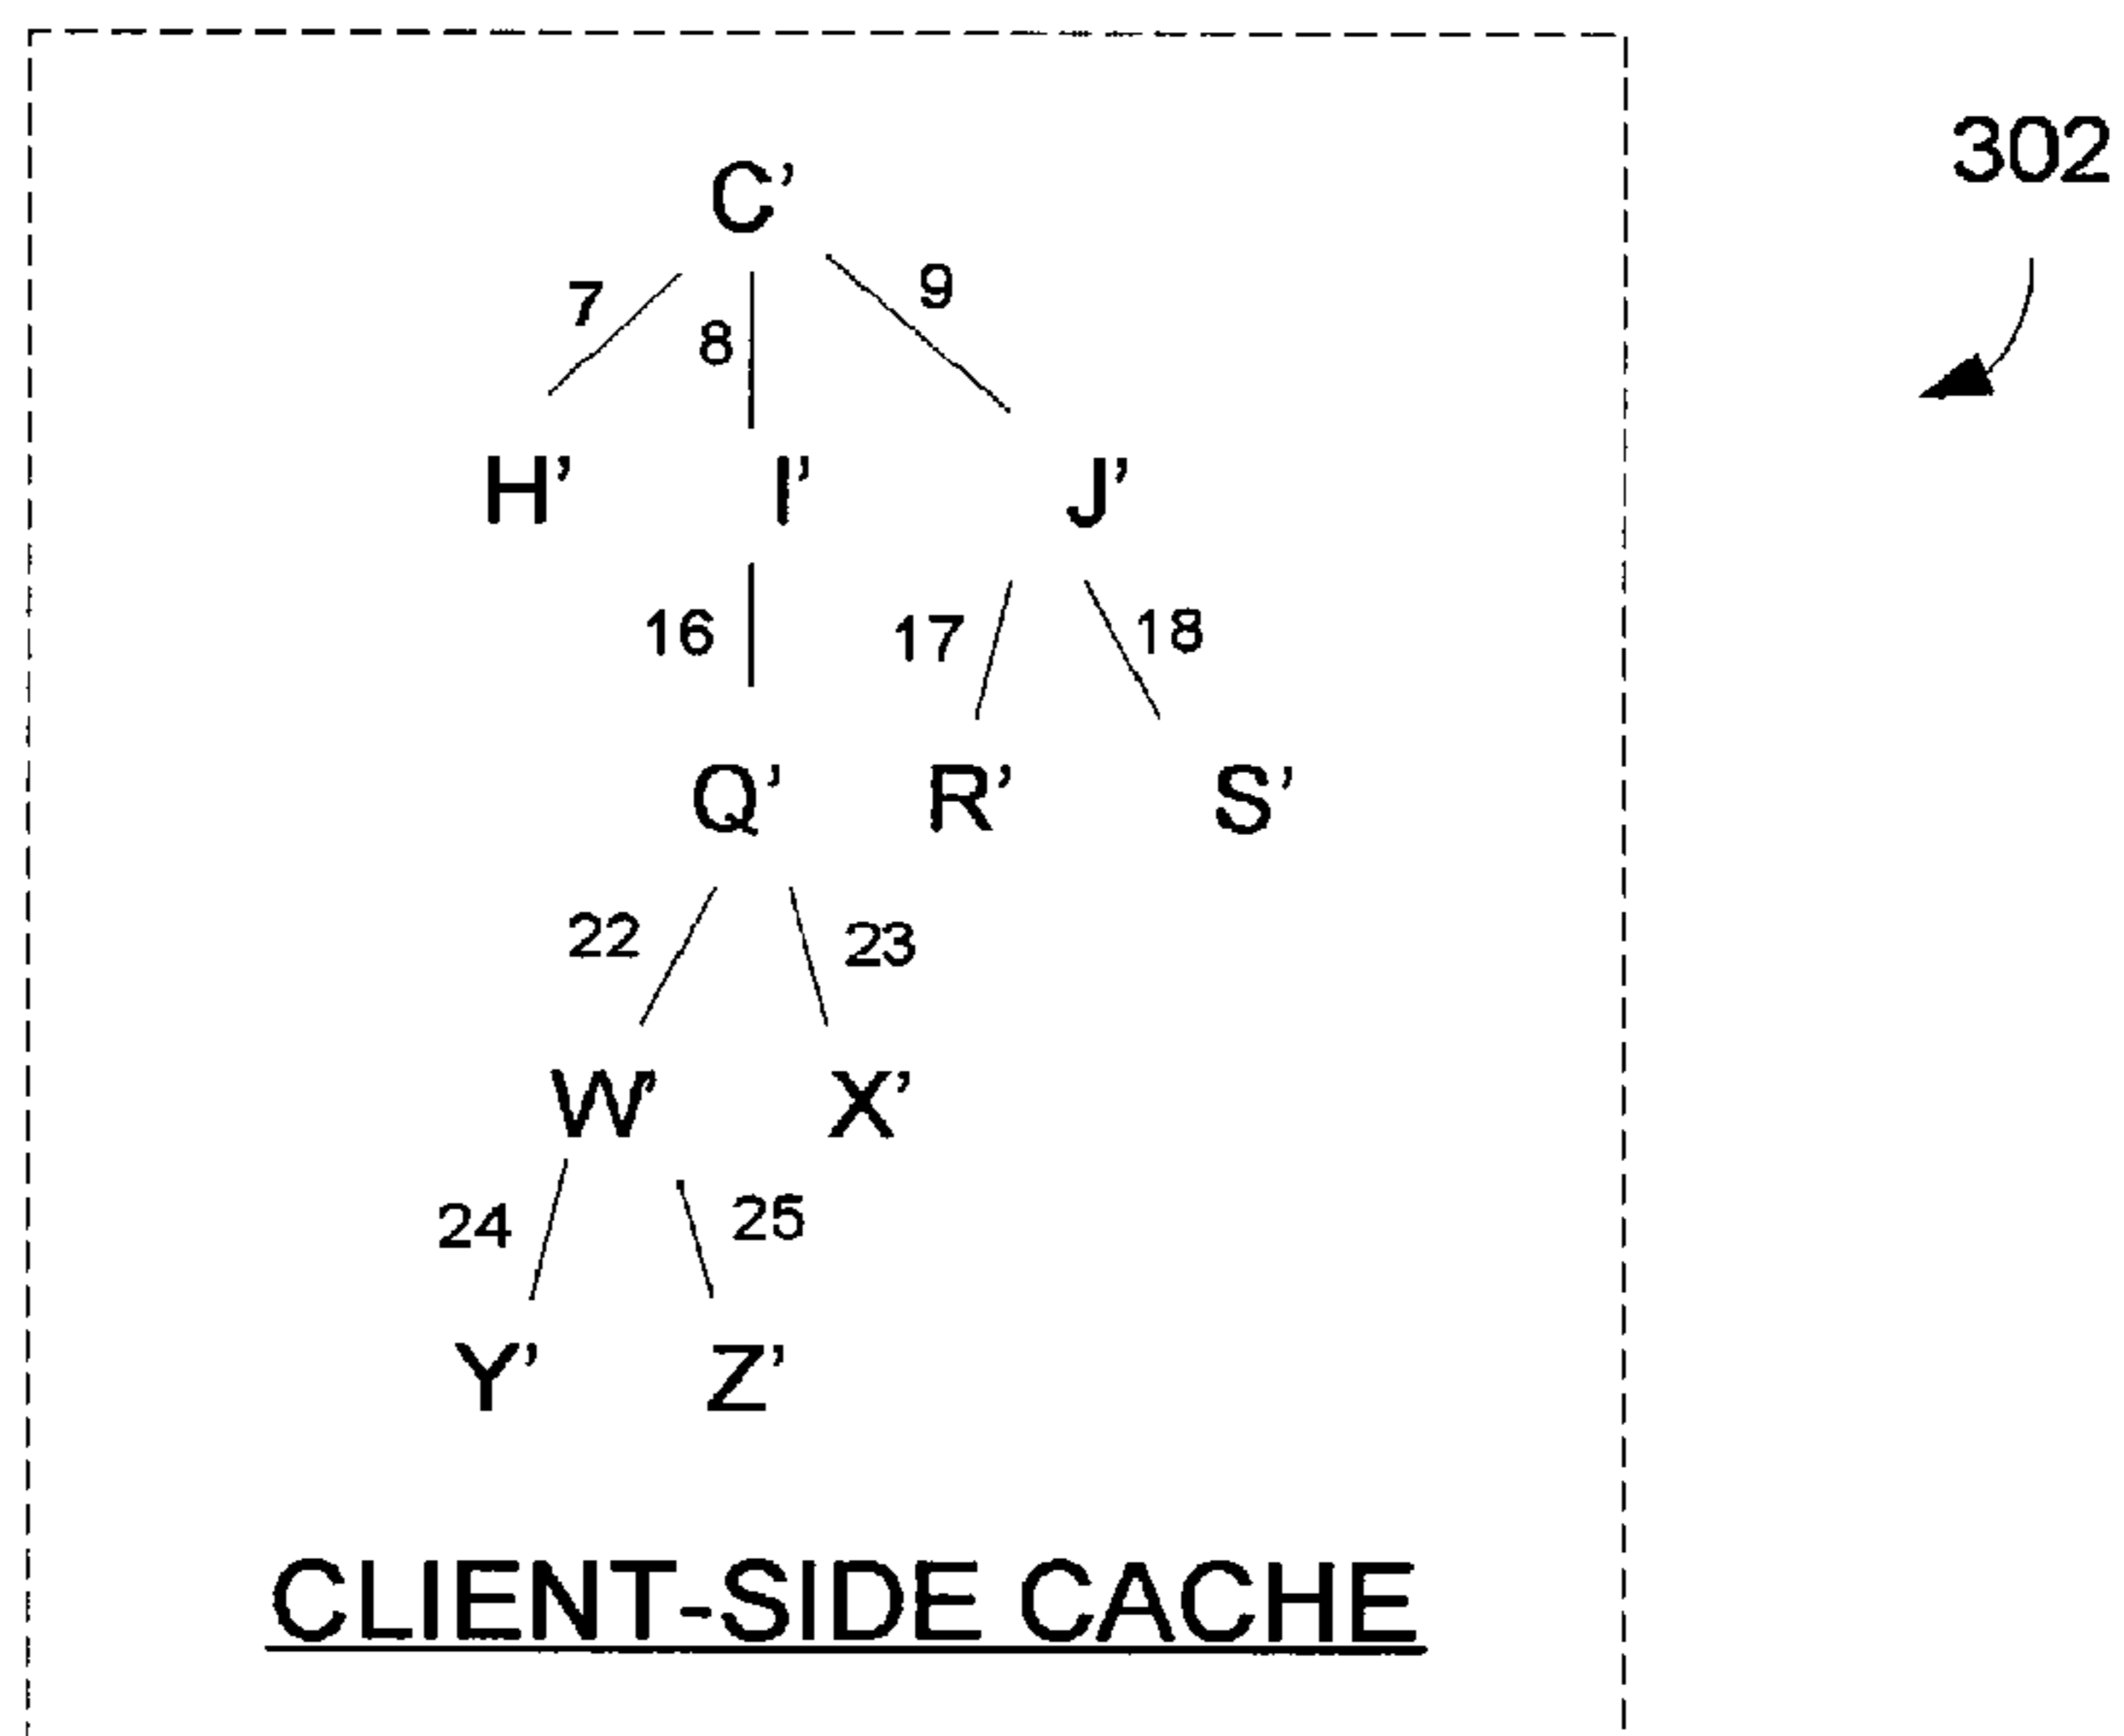 302
C'
7
8
9
H' I' J'
16
17
18
Q' R' S'
22
23
W' X'
24
25
Y' Z'
CLIENT-SIDE CACHE